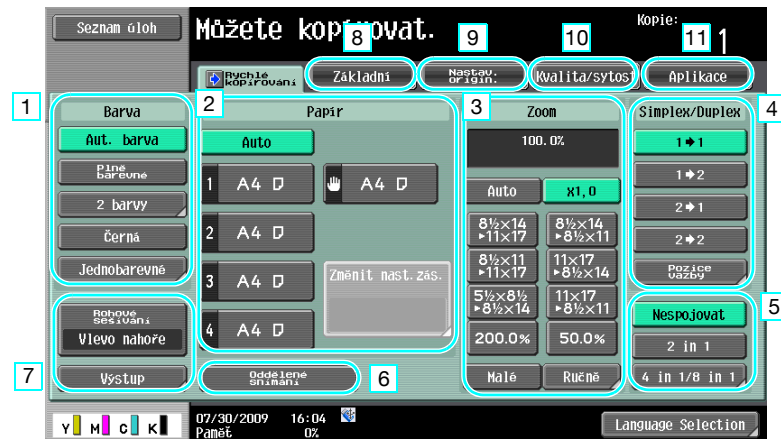 Seznam úloh
Můžete kopírovat.
Kopie:
1
8
9
10
11
Rychlé kopírování
Základní
Nastav. origin.
Kvalita/sytost
Aplikace
1
Barva
Aut. barva
Plně barevné
2 barvy
Černá
Jednobarevné
2
Papír
Auto
1 A4
A4
2 A4
3 A4
Změnit nast.zás.
4 A4
3
Zoom
100.0%
Auto
x1,0
8½×14 ▸11×17
8½×14 ▸8½×11
8½×11 ▸11×17
11×17 ▸8½×14
5½×8½ ▸8½×14
11×17 ▸8½×11
200.0%
50.0%
Malé
Ručně
4
Simplex/Duplex
1➧1
1➧2
2➧1
2➧2
Pozice vazby
5
Nespojovat
2 in 1
4 in 1/8 in 1
Rohové sešívání
Vlevo nahoře
7
Výstup
Oddělené snímání
6
Y M C K
07/30/2009 16:04
Paměť 0%
Language Selection